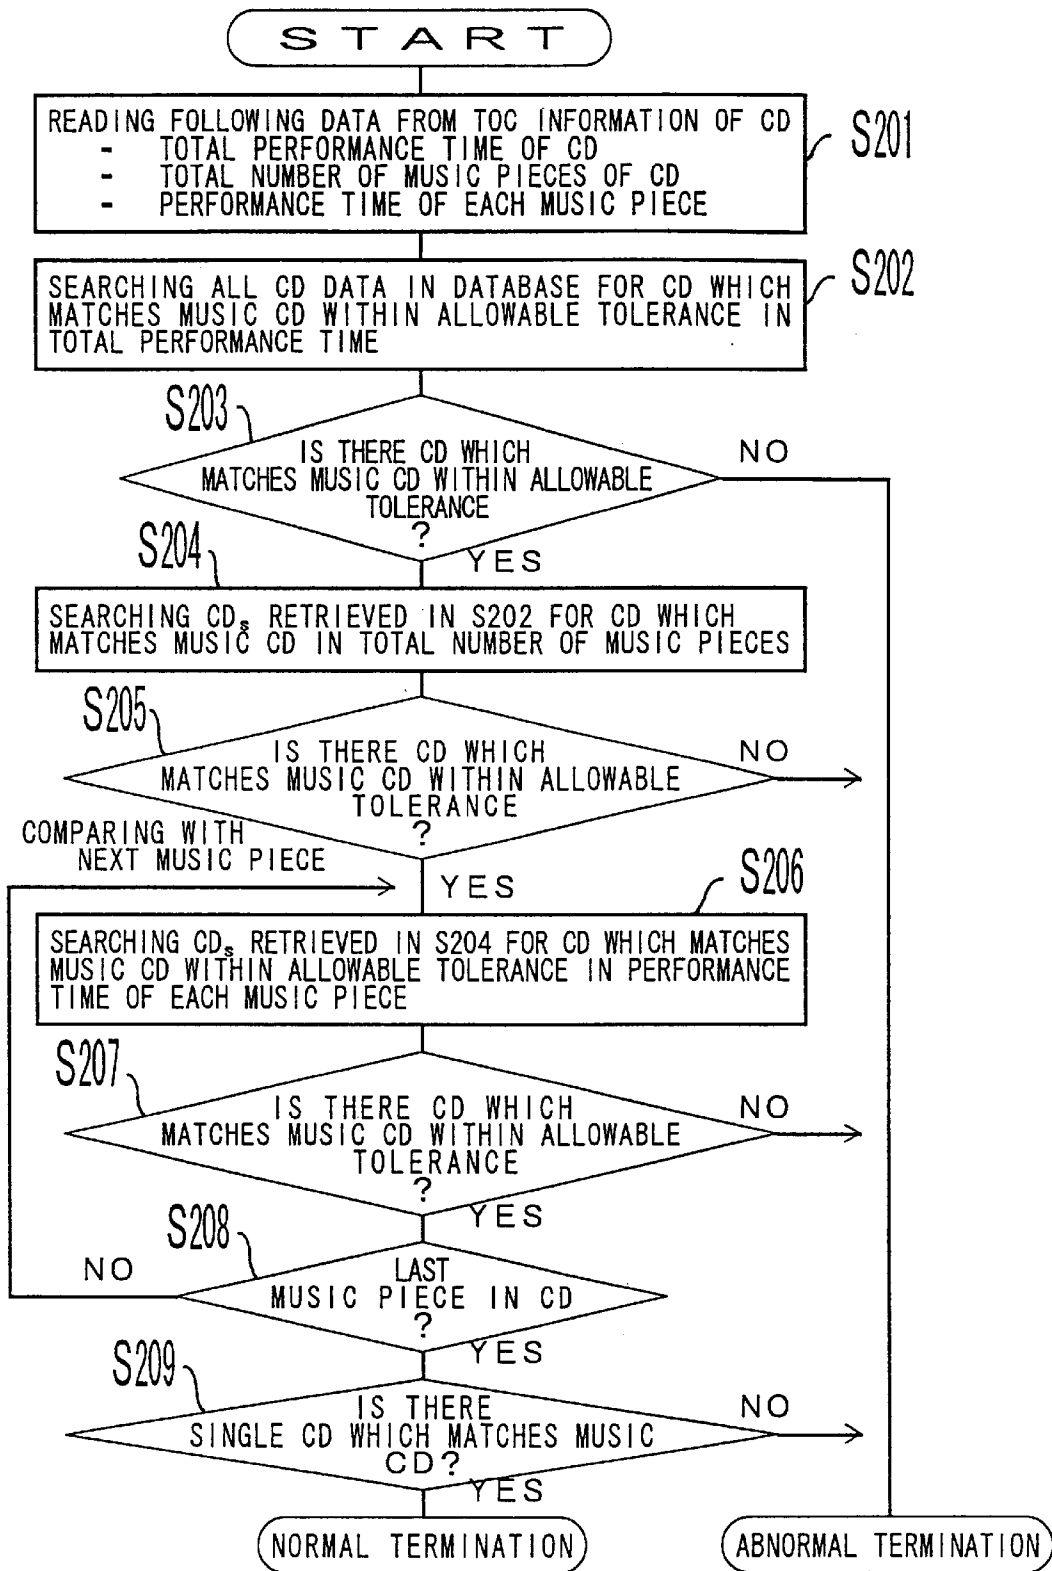 START
READING FOLLOWING DATA FROM TOC INFORMATION OF CD
- TOTAL PERFORMANCE TIME OF CD
- TOTAL NUMBER OF MUSIC PIECES OF CD
- PERFORMANCE TIME OF EACH MUSIC PIECE
S201
SEARCHING ALL CD DATA IN DATABASE FOR CD WHICH
MATCHES MUSIC CD WITHIN ALLOWABLE TOLERANCE IN
TOTAL PERFORMANCE TIME
S202
S203
IS THERE CD WHICH
MATCHES MUSIC CD WITHIN ALLOWABLE
TOLERANCE
?
NO
YES
S204
SEARCHING CDs RETRIEVED IN S202 FOR CD WHICH
MATCHES MUSIC CD IN TOTAL NUMBER OF MUSIC PIECES
S205
IS THERE CD WHICH
MATCHES MUSIC CD WITHIN ALLOWABLE
TOLERANCE
?
NO
COMPARING WITH
NEXT MUSIC PIECE
YES
S206
SEARCHING CDs RETRIEVED IN S204 FOR CD WHICH MATCHES
MUSIC CD WITHIN ALLOWABLE TOLERANCE IN PERFORMANCE
TIME OF EACH MUSIC PIECE
S207
IS THERE CD WHICH
MATCHES MUSIC CD WITHIN ALLOWABLE
TOLERANCE
?
NO
YES
S208
NO
LAST
MUSIC PIECE IN CD
?
YES
S209
IS THERE
SINGLE CD WHICH MATCHES MUSIC
CD?
NO
YES
NORMAL TERMINATION
ABNORMAL TERMINATION